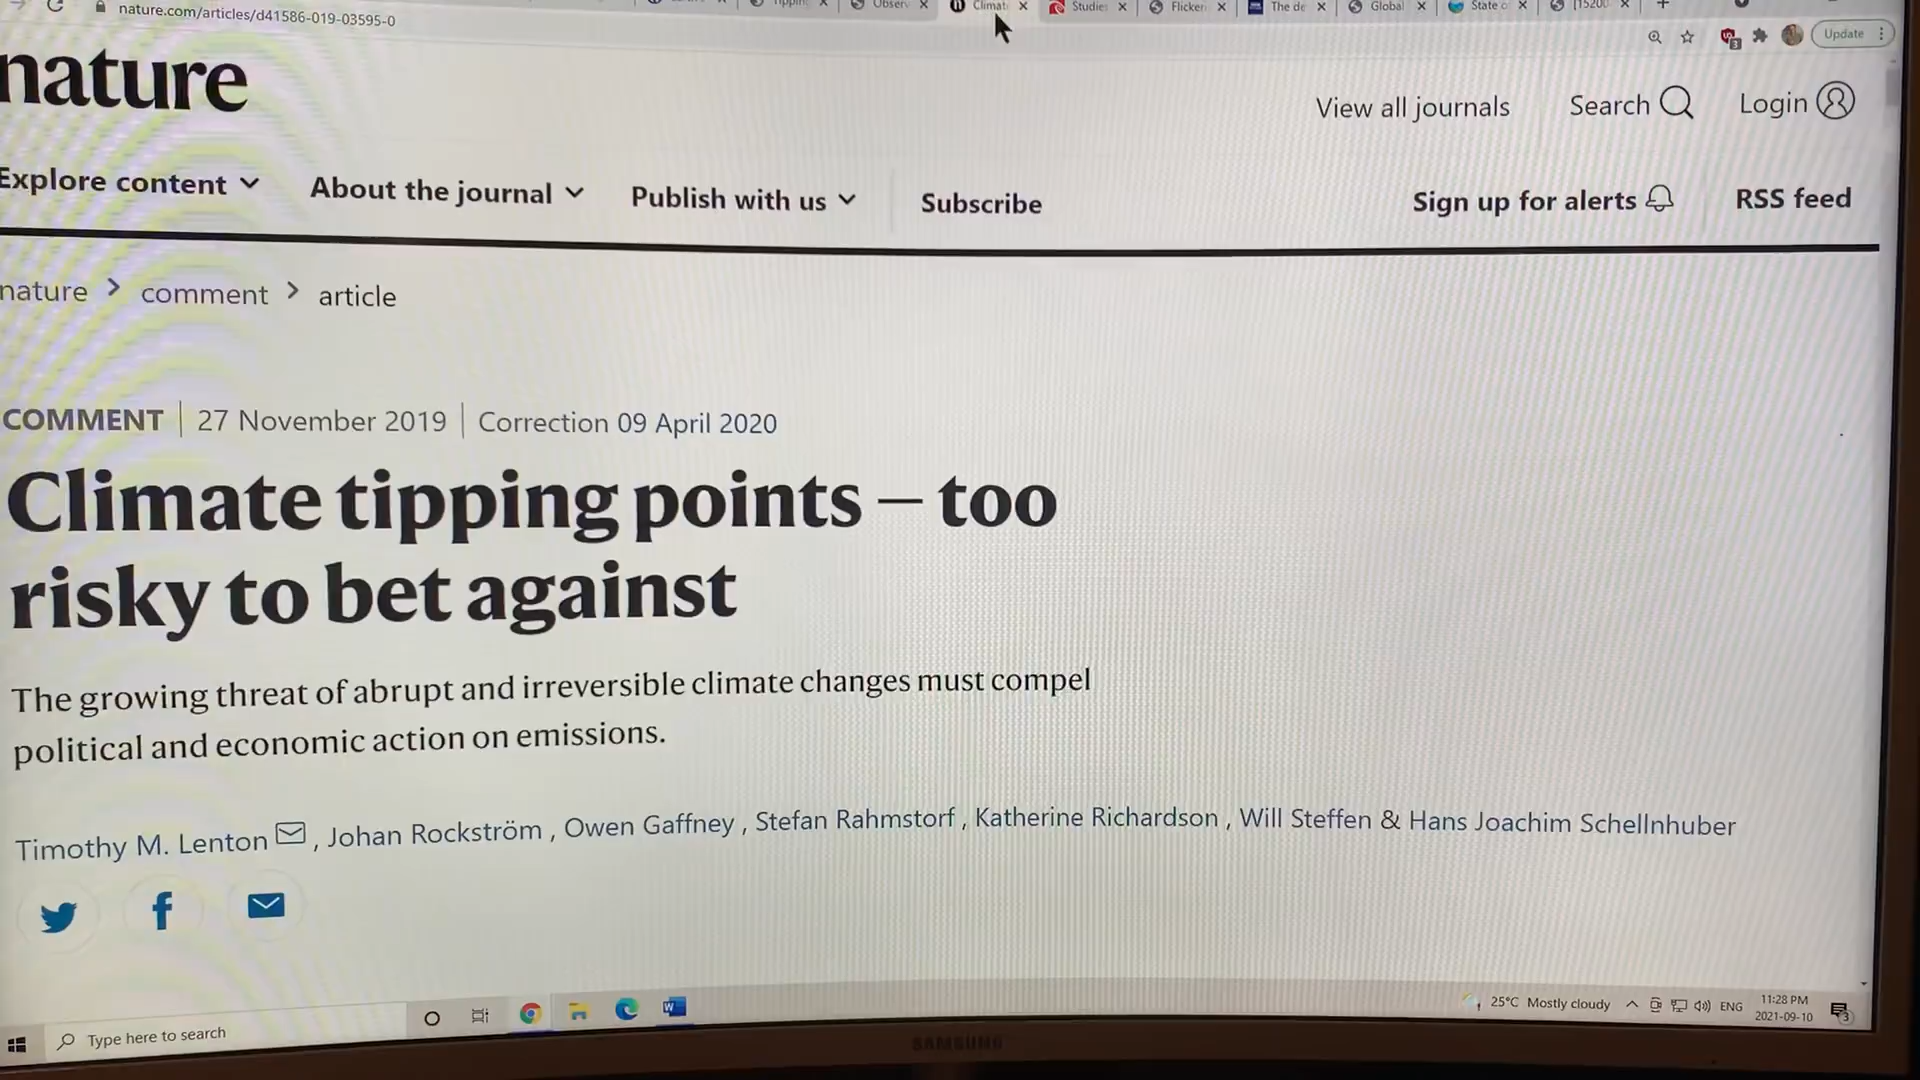 nature.com/articles/d41586-019-03595-0
Observ
Climat
Studies
Flicker
The de
Global
State o
[15200
Update
nature
View all journals
Search
Login
Explore content
About the journal
Publish with us
Subscribe
Sign up for alerts
RSS feed
nature > comment > article
COMMENT | 27 November 2019 | Correction 09 April 2020
Climate tipping points — too
risky to bet against
The growing threat of abrupt and irreversible climate changes must compel
political and economic action on emissions.
Timothy M. Lenton , Johan Rockström , Owen Gaffney , Stefan Rahmstorf , Katherine Richardson , Will Steffen & Hans Joachim Schellnhuber
Type here to search
25°C Mostly cloudy
ENG
11:28 PM
2021-09-10
3
SAMSUNG